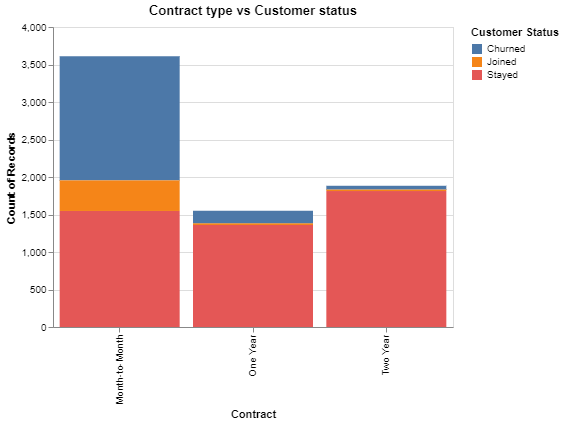 Contract type vs Customer status
4,000
3,500
3,000
2,500
2,000
1,500
1,000
500
0
Count of Records
Month-to-Month
One Year
Two Year
Contract
Customer Status
Churned
Joined
Stayed